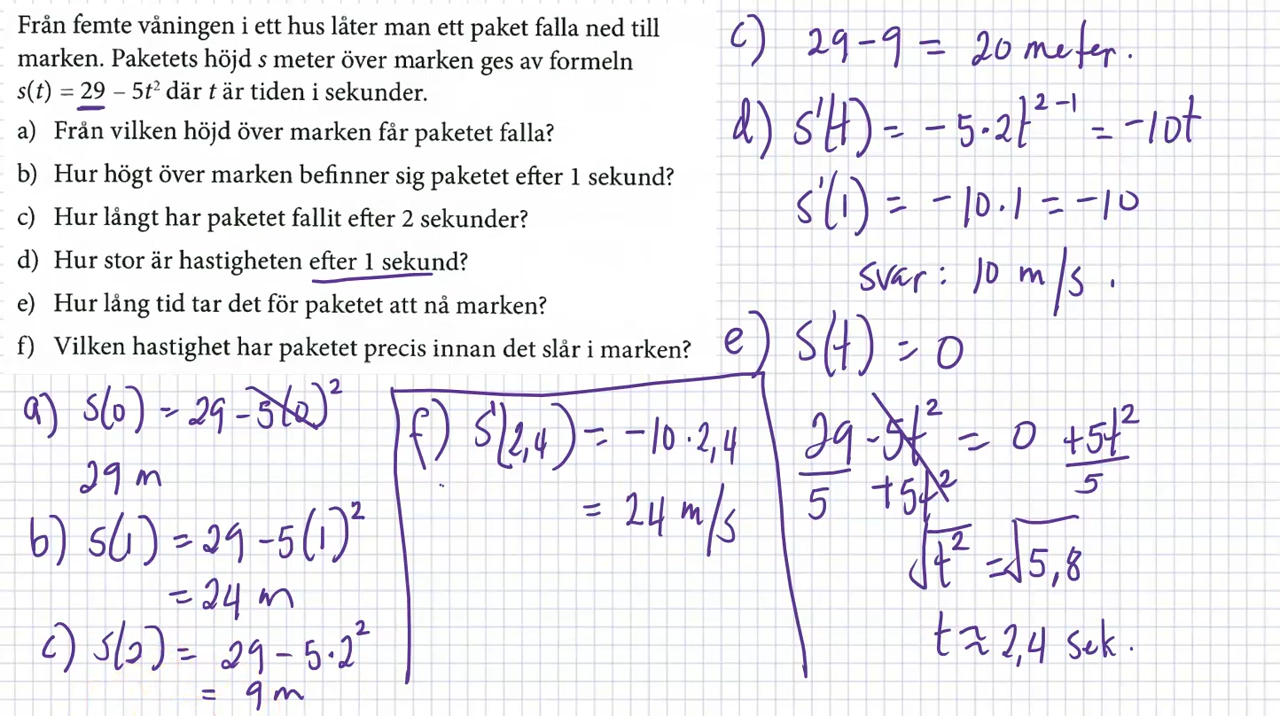 Från femte våningen i ett hus låter man ett paket falla ned till
marken. Paketets höjd s meter över marken ges av formeln
s(t) = 29 – 5t² där t är tiden i sekunder.
a) Från vilken höjd över marken får paketet falla?
b) Hur högt över marken befinner sig paketet efter 1 sekund?
c) Hur långt har paketet fallit efter 2 sekunder?
d) Hur stor är hastigheten efter 1 sekund?
e) Hur lång tid tar det för paketet att nå marken?
f) Vilken hastighet har paketet precis innan det slår i marken?
a) s(0) = 29 - 5(0)²
29 m
b) s(1) = 29 - 5(1)²
= 24 m
c) s(2) = 29 - 5·2²
= 9 m
c) 29 - 9 = 20 meter.
d) s'(t) = -5·2t²⁻¹ = -10t
s'(1) = -10·1 = -10
svar: 10 m/s.
e) s(t) = 0
29 - 5t² = 0 +5t²
5 +5t² 5
√t² = √5,8
t ≈ 2,4 sek.
f) s'(2,4) = -10·2,4
= 24 m/s